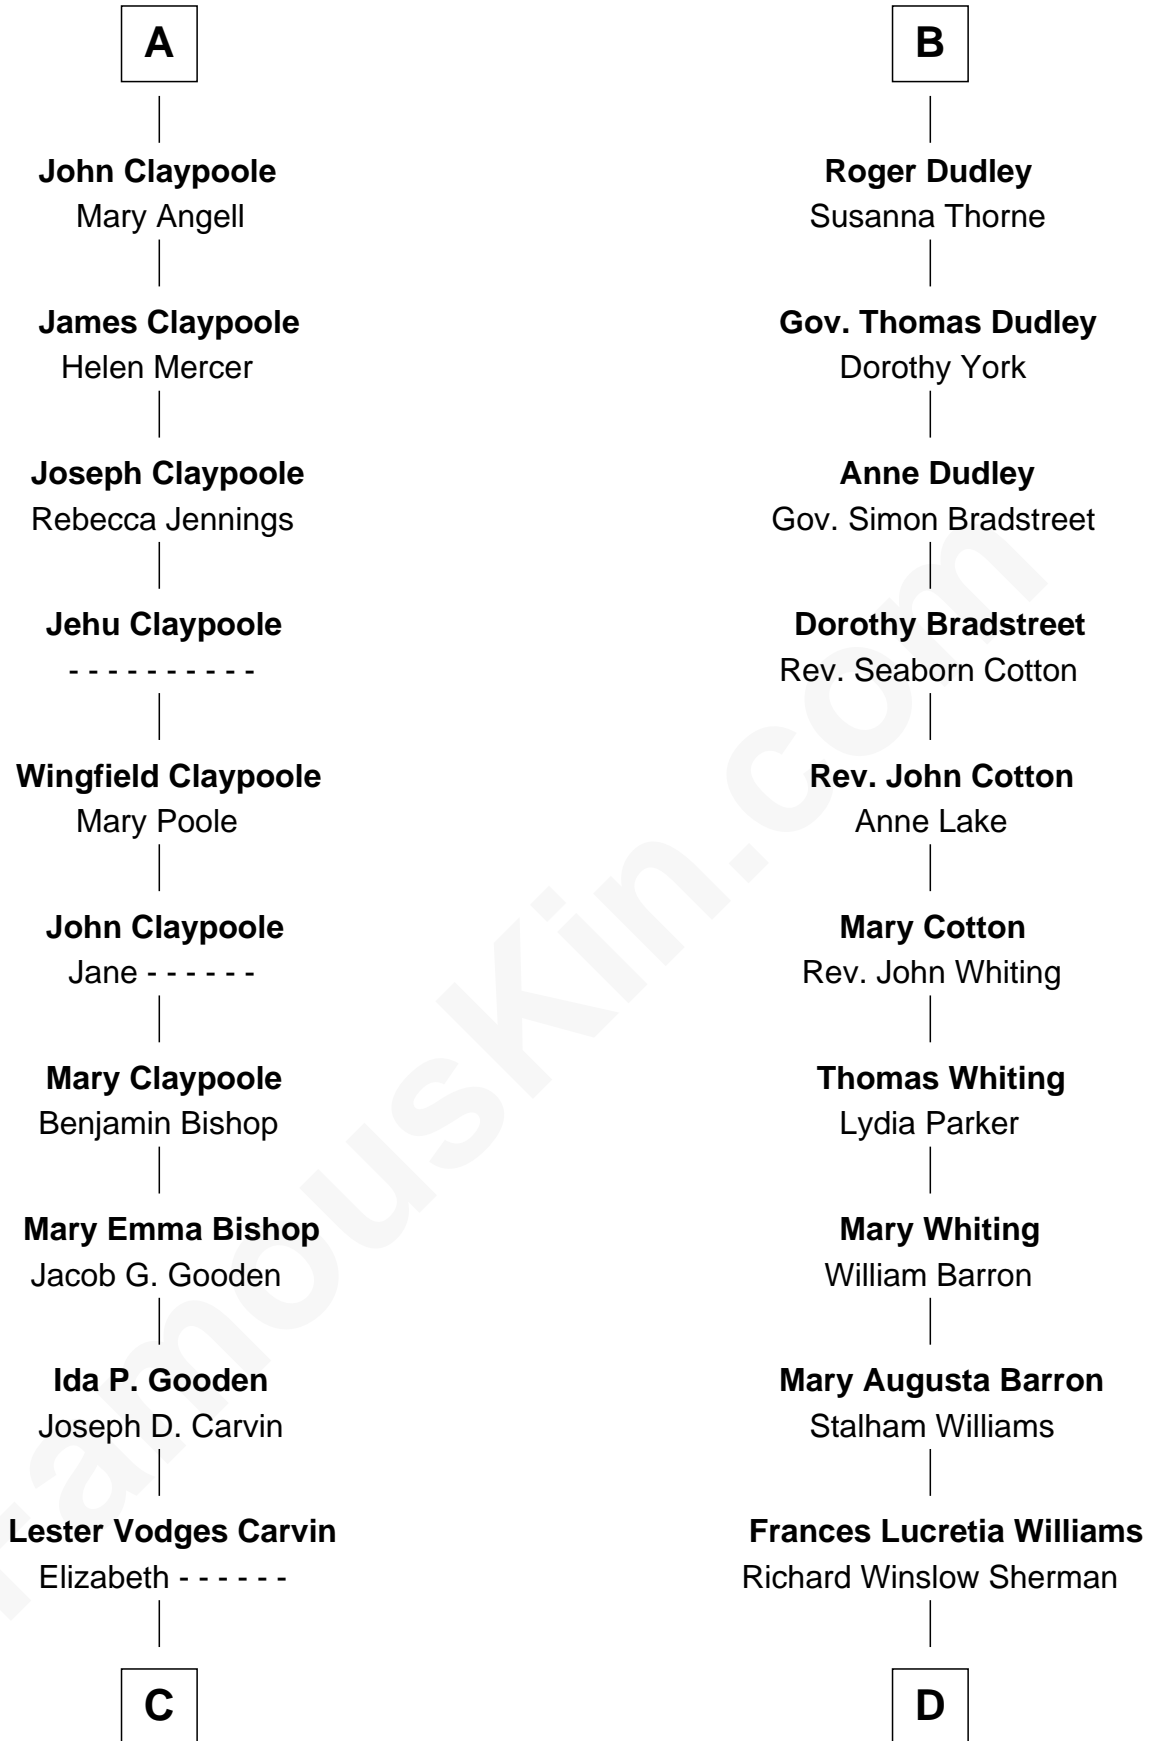 A
John Claypoole
Mary Angell
James Claypoole
Helen Mercer
Joseph Claypoole
Rebecca Jennings
Jehu Claypoole
- - - - - - - - - -
Wingfield Claypoole
Mary Poole
John Claypoole
Jane - - - - - -
Mary Claypoole
Benjamin Bishop
Mary Emma Bishop
Jacob G. Gooden
Ida P. Gooden
Joseph D. Carvin
Lester Vodges Carvin
Elizabeth - - - - - -
C
B
Roger Dudley
Susanna Thorne
Gov. Thomas Dudley
Dorothy York
Anne Dudley
Gov. Simon Bradstreet
Dorothy Bradstreet
Rev. Seaborn Cotton
Rev. John Cotton
Anne Lake
Mary Cotton
Rev. John Whiting
Thomas Whiting
Lydia Parker
Mary Whiting
William Barron
Mary Augusta Barron
Stalham Williams
Frances Lucretia Williams
Richard Winslow Sherman
D
FamousKin.com